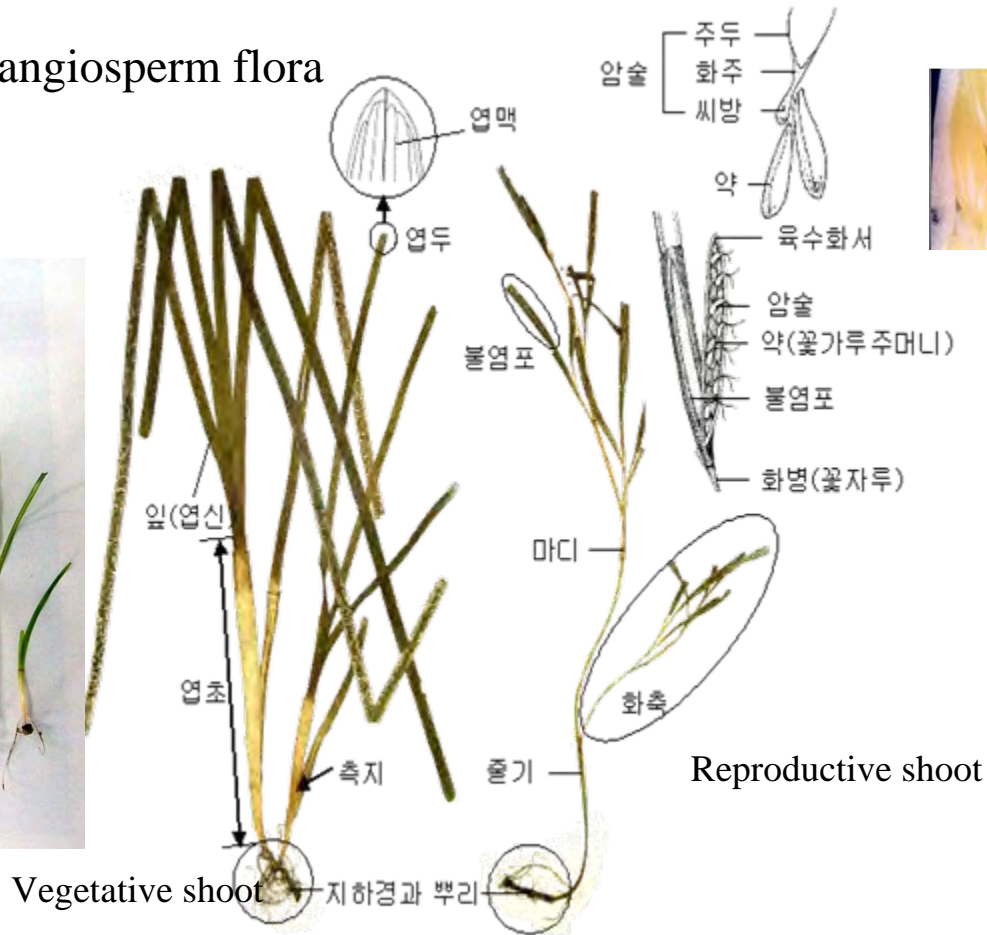 angiosperm flora
엽맥
엽두
잎(엽신)
엽초
측지
Vegetative shoot
지하경과 뿌리
불염포
마디
줄기
화축
Reproductive shoot
암술
주두
화주
씨방
약
육수화서
암술
약(꽃가루주머니)
불염포
화병(꽃자루)